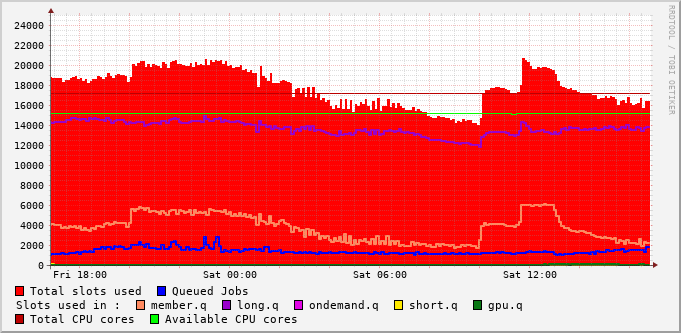 RRDTOOL / TOBI OETIKER
24000
22000
20000
18000
16000
14000
12000
10000
8000
6000
4000
2000
0
Fri 18:00 Sat 00:00 Sat 06:00 Sat 12:00
Total slots used Queued Jobs
Slots used in : member.q long.q ondemand.q short.q gpu.q
Total CPU cores Available CPU cores